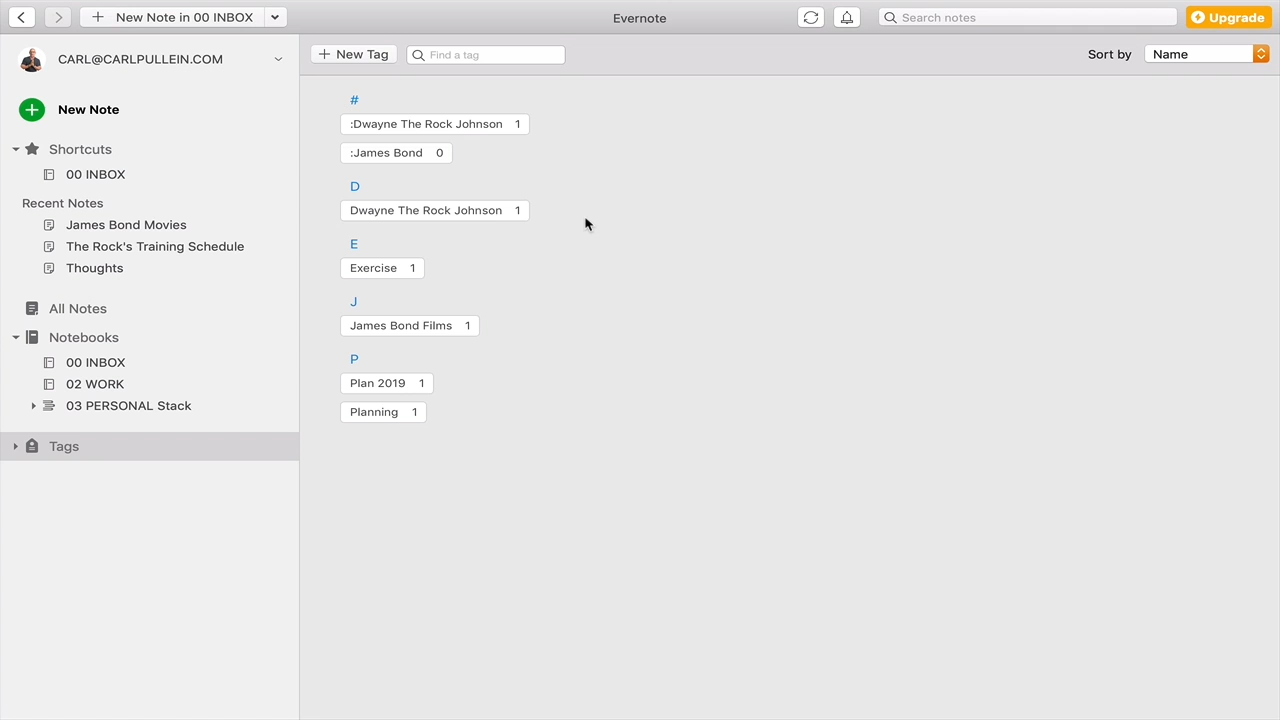 New Note in 00 INBOX
Evernote
Search notes
Upgrade
CARL@CARLPULLEIN.COM
New Note
Shortcuts
00 INBOX
Recent Notes
James Bond Movies
The Rock's Training Schedule
Thoughts
All Notes
Notebooks
00 INBOX
02 WORK
03 PERSONAL Stack
Tags
New Tag
Find a tag
Sort by
Name
#
:Dwayne The Rock Johnson 1
:James Bond 0
D
Dwayne The Rock Johnson 1
E
Exercise 1
J
James Bond Films 1
P
Plan 2019 1
Planning 1